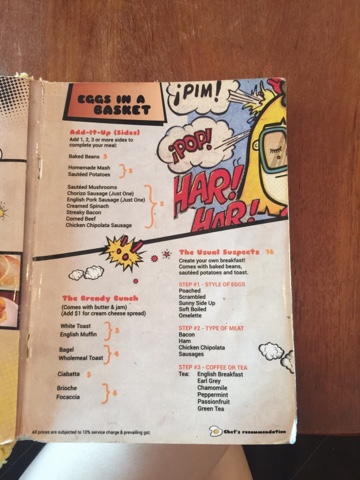 EGGS IN A
BASKET
¡PIM!
¡POP!
HAR!
HAR!
Add-It-Up (Sides)
Add 1, 2, 3 or more sides to
complete your meal
Baked Beans 3
Homemade Mash
Sautéed Potatoes
Sautéed Mushrooms
Chorizo Sausage (Just One)
English Pork Sausage (Just One)
Creamed Spinach
Streaky Bacon
Corned Beef
Chicken Chipolata Sausage
The Bready Bunch
(Comes with butter & jam)
(Add $1 for cream cheese spread)
White Toast
English Muffin
Bagel
Wholemeal Toast
Ciabatta
Brioche
Focaccia
The Usual Suspects 16
Create your own breakfast!
Comes with baked beans,
sautéed potatoes and toast.
STEP #1 - STYLE OF EGGS
Poached
Scrambled
Sunny Side Up
Soft Boiled
Omelette
STEP #2 - TYPE OF MEAT
Bacon
Ham
Chicken Chipolata
Sausages
STEP #3 - COFFEE OR TEA
Tea: English Breakfast
Earl Grey
Chamomile
Peppermint
Passionfruit
Green Tea
All prices are subjected to 10% service charge & prevailing gst.
Chef's recommendation